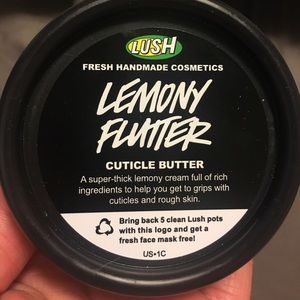 LUSH
FRESH HANDMADE COSMETICS
LEMONY
FLUTTER
CUTICLE BUTTER
A super-thick lemony cream full of rich
ingredients to help you get to grips with
cuticles and rough skin.
Bring back 5 clean Lush pots
with this logo and get a
fresh face mask free!
US•1C